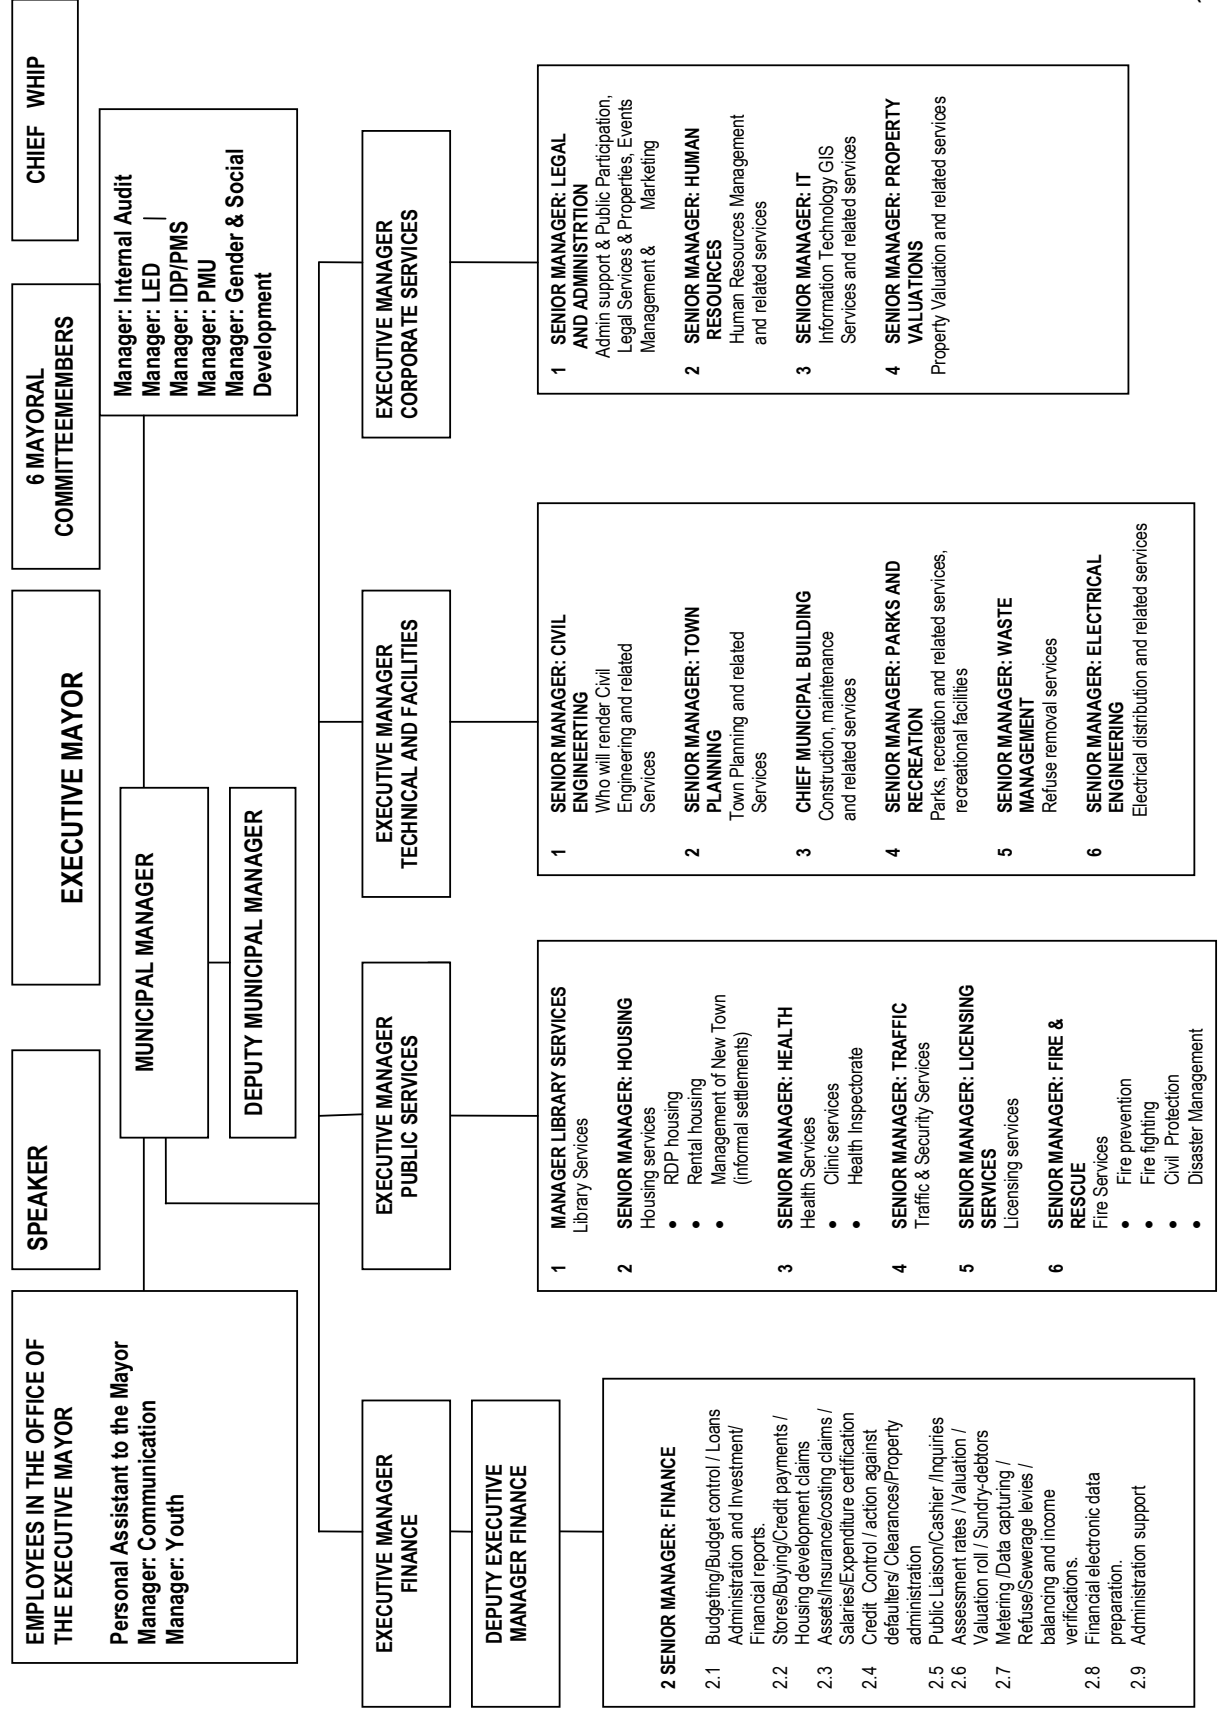 EMPLOYEES IN THE OFFICE OF
THE EXECUTIVE MAYOR
Personal Assistant to the Mayor
Manager: Communication
Manager: Youth
SPEAKER
EXECUTIVE MAYOR
6 MAYORAL
COMMITTEEMEMBERS
CHIEF WHIP
MUNICIPAL MANAGER
DEPUTY MUNICIPAL MANAGER
Manager: Internal Audit
Manager: LED
Manager: IDP/PMS
Manager: PMU
Manager: Gender & Social
Development
EXECUTIVE MANAGER
FINANCE
DEPUTY EXECUTIVE
MANAGER FINANCE
2 SENIOR MANAGER: FINANCE
2.1 Budgeting/Budget control / Loans
Administration and Investment/
Financial reports.
2.2 Stores/Buying/Credit payments /
Housing development claims
2.3 Assets/Insurance/costing claims /
Salaries/Expenditure certification
2.4 Credit Control / action against
defaulters/ Clearances/Property
administration
2.5 Public Liaison/Cashier /Inquiries
2.6 Assessment rates / Valuation /
Valuation roll / Sundry-debtors
2.7 Metering /Data capturing /
Refuse/Sewerage levies /
balancing and income
verifications.
2.8 Financial electronic data
preparation.
2.9 Administration support
EXECUTIVE MANAGER
PUBLIC SERVICES
1 MANAGER LIBRARY SERVICES
Library Services
2 SENIOR MANAGER: HOUSING
Housing services
• RDP housing
• Rental housing
• Management of New Town
(informal settlements)
3 SENIOR MANAGER: HEALTH
Health Services
• Clinic services
• Health Inspectorate
4 SENIOR MANAGER: TRAFFIC
Traffic & Security Services
5 SENIOR MANAGER: LICENSING
SERVICES
Licensing services
6 SENIOR MANAGER: FIRE &
RESCUE
Fire Services
• Fire prevention
• Fire fighting
• Civil Protection
• Disaster Management
EXECUTIVE MANAGER
TECHNICAL AND FACILITIES
1 SENIOR MANAGER: CIVIL
ENGINEERTING
Who will render Civil
Engineering and related
Services
2 SENIOR MANAGER: TOWN
PLANNING
Town Planning and related
Services
3 CHIEF MUNICIPAL BUILDING
Construction, maintenance
and related services
4 SENIOR MANAGER: PARKS AND
RECREATION
Parks, recreation and related services,
recreational facilities
5 SENIOR MANAGER: WASTE
MANAGEMENT
Refuse removal services
6 SENIOR MANAGER: ELECTRICAL
ENGINEERING
Electrical distribution and related services
EXECUTIVE MANAGER
CORPORATE SERVICES
1 SENIOR MANAGER: LEGAL
AND ADMINISTRTION
Admin support & Public Participation,
Legal Services & Properties, Events
Management & Marketing
2 SENIOR MANAGER: HUMAN
RESOURCES
Human Resources Management
and related services
3 SENIOR MANAGER: IT
Information Technology GIS
Services and related services
4 SENIOR MANAGER: PROPERTY
VALUATIONS
Property Valuation and related services